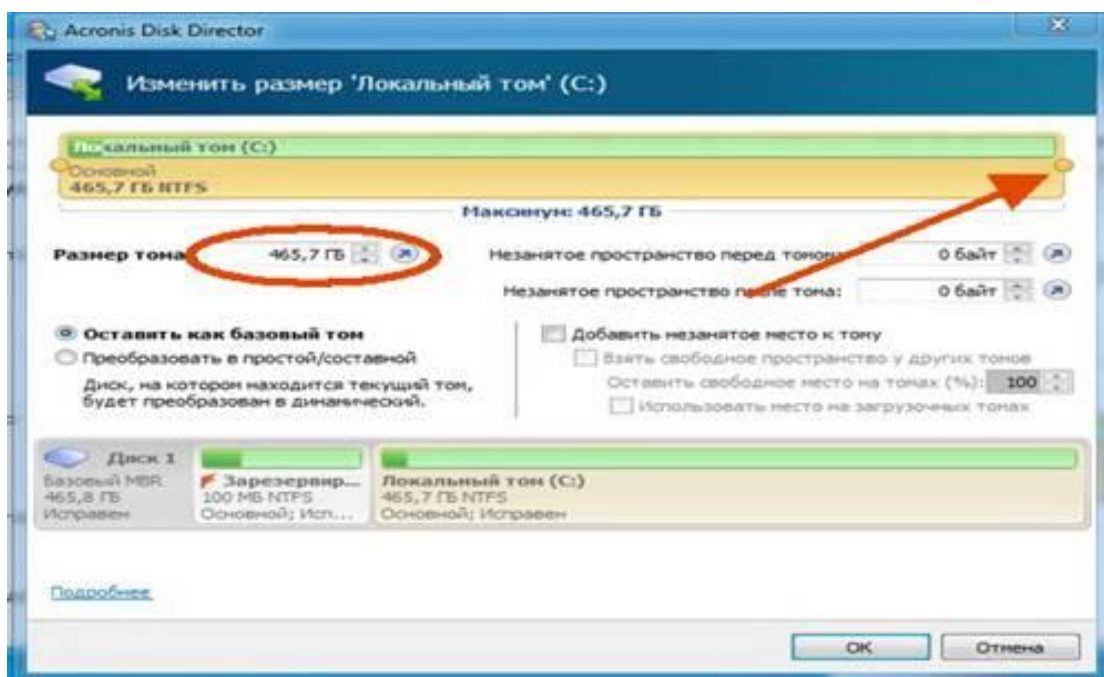 Acronis Disk Director
Изменить размер 'Локальный том' (C:)
Локальный том (C:)
Основной
465,7 ГБ NTFS
Максимум: 465,7 ГБ
Размер тома 465,7 ГБ
Незанятое пространство перед томом: 0 байт
Незанятое пространство после тома: 0 байт
Оставить как базовый том
Преобразовать в простой/составной
Диск, на котором находится текущий том,
будет преобразован в динамический.
Добавить незанятое место к тому
Взять свободное пространство у других томов
Оставить свободное место на томах (%): 100
Использовать место на загрузочных томах
Диск 1
Базовый MBR
465,8 ГБ
Исправен
Зарезервир...
100 МБ NTFS
Основной; Исп...
Локальный том (C:)
465,7 ГБ NTFS
Основной; Исправен
Подробнее
OK
Отмена